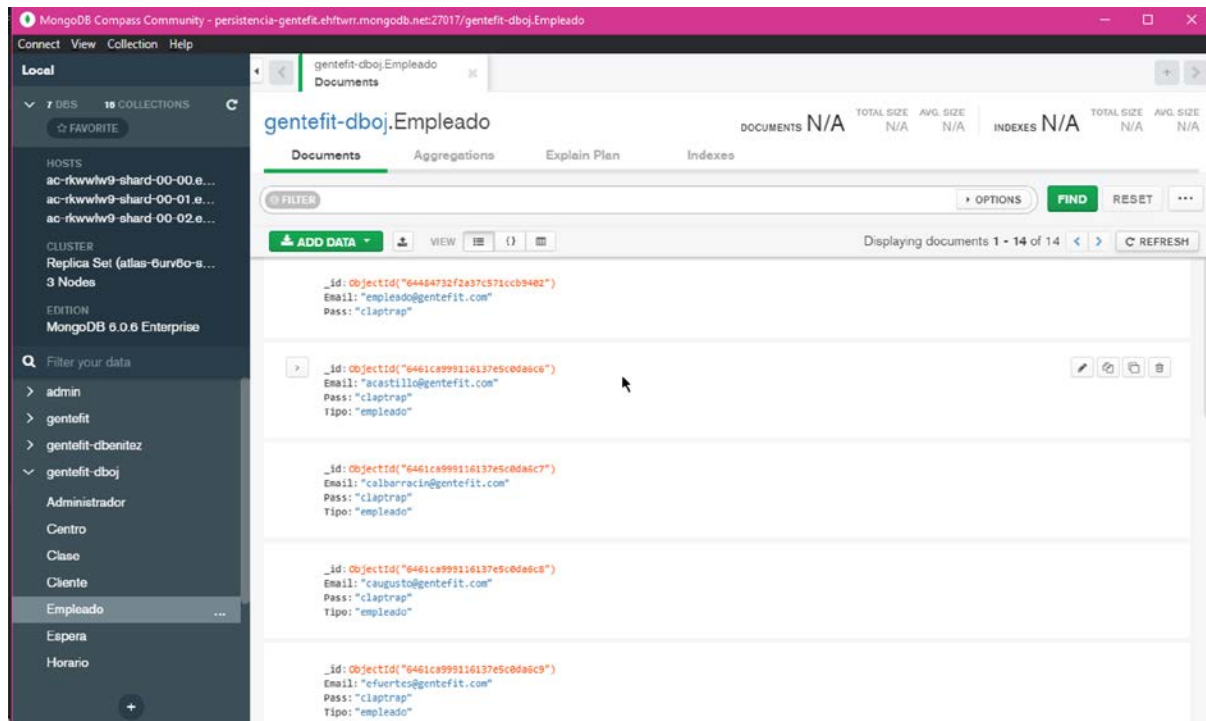 MongoDB Compass Community - persistencia-gentefit.ehftwrr.mongodb.net:27017/gentefit-dboj.Empleado
Connect View Collection Help
Local
7 DBS 16 COLLECTIONS
FAVORITE
HOSTS
ac-rkwwlw9-shard-00-00.e...
ac-rkwwlw9-shard-00-01.e...
ac-rkwwlw9-shard-00-02.e...
CLUSTER
Replica Set (atlas-6urv6o-s...
3 Nodes
EDITION
MongoDB 6.0.6 Enterprise
Filter your data
admin
gentefit
gentefit-dbenitez
gentefit-dboj
Administrador
Centro
Clase
Cliente
Empleado ...
Espera
Horario
+
gentefit-dboj.Empleado
Documents
gentefit-dboj.Empleado
DOCUMENTS N/A TOTAL SIZE N/A AVG. SIZE N/A INDEXES N/A TOTAL SIZE N/A AVG. SIZE N/A
Documents Aggregations Explain Plan Indexes
FILTER OPTIONS FIND RESET ...
ADD DATA VIEW {} Displaying documents 1 - 14 of 14 < > REFRESH
_id: ObjectId("64484732f2a37c571ccb9402")
Email: "empleado@gentefit.com"
Pass: "claptrap"
_id: ObjectId("6461ca999116137e5c0da6c6")
Email: "acastillo@gentefit.com"
Pass: "claptrap"
Tipo: "empleado"
_id: ObjectId("6461ca999116137e5c0da6c7")
Email: "calbarracin@gentefit.com"
Pass: "claptrap"
Tipo: "empleado"
_id: ObjectId("6461ca999116137e5c0da6c8")
Email: "caugusto@gentefit.com"
Pass: "claptrap"
Tipo: "empleado"
_id: ObjectId("6461ca999116137e5c0da6c9")
Email: "efuertes@gentefit.com"
Pass: "claptrap"
Tipo: "empleado"